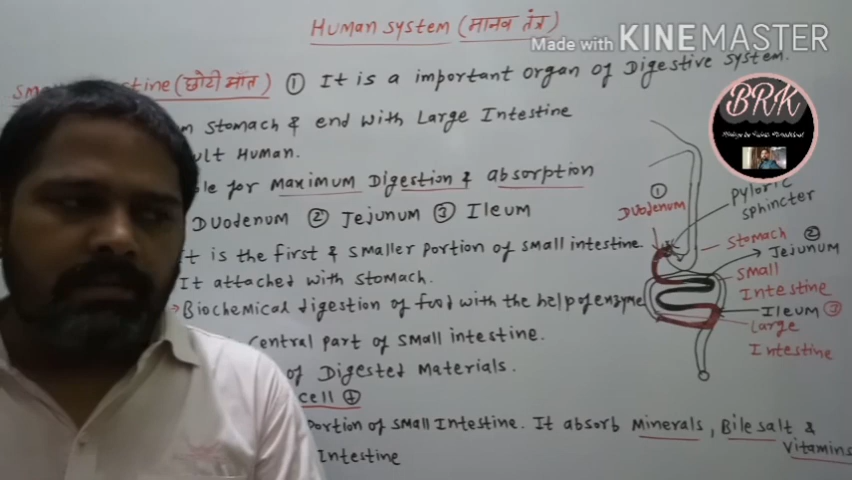 Human system (मानव तंत्र)
Made with KINEMASTER
(छोटी आँत) ① It is a important organ of Digestive system.
Stomach & end with Large Intestine
Human.
for Maximum Digestion & absorption
Duodenum ② Jejunum ③ Ileum
It is the first & smaller portion of small intestine.
It attached with stomach.
Biochemical digestion of food with the help of enzyme
Central part of small intestine.
of Digested Materials.
cell
Portion of small Intestine. It absorb Minerals, Bile salt &
Vitamins
Intestine
BRK
①
Duodenum
Pyloric
sphincter
Stomach
②
Jejunum
Small
Intestine
Ileum ③
Large
Intestine